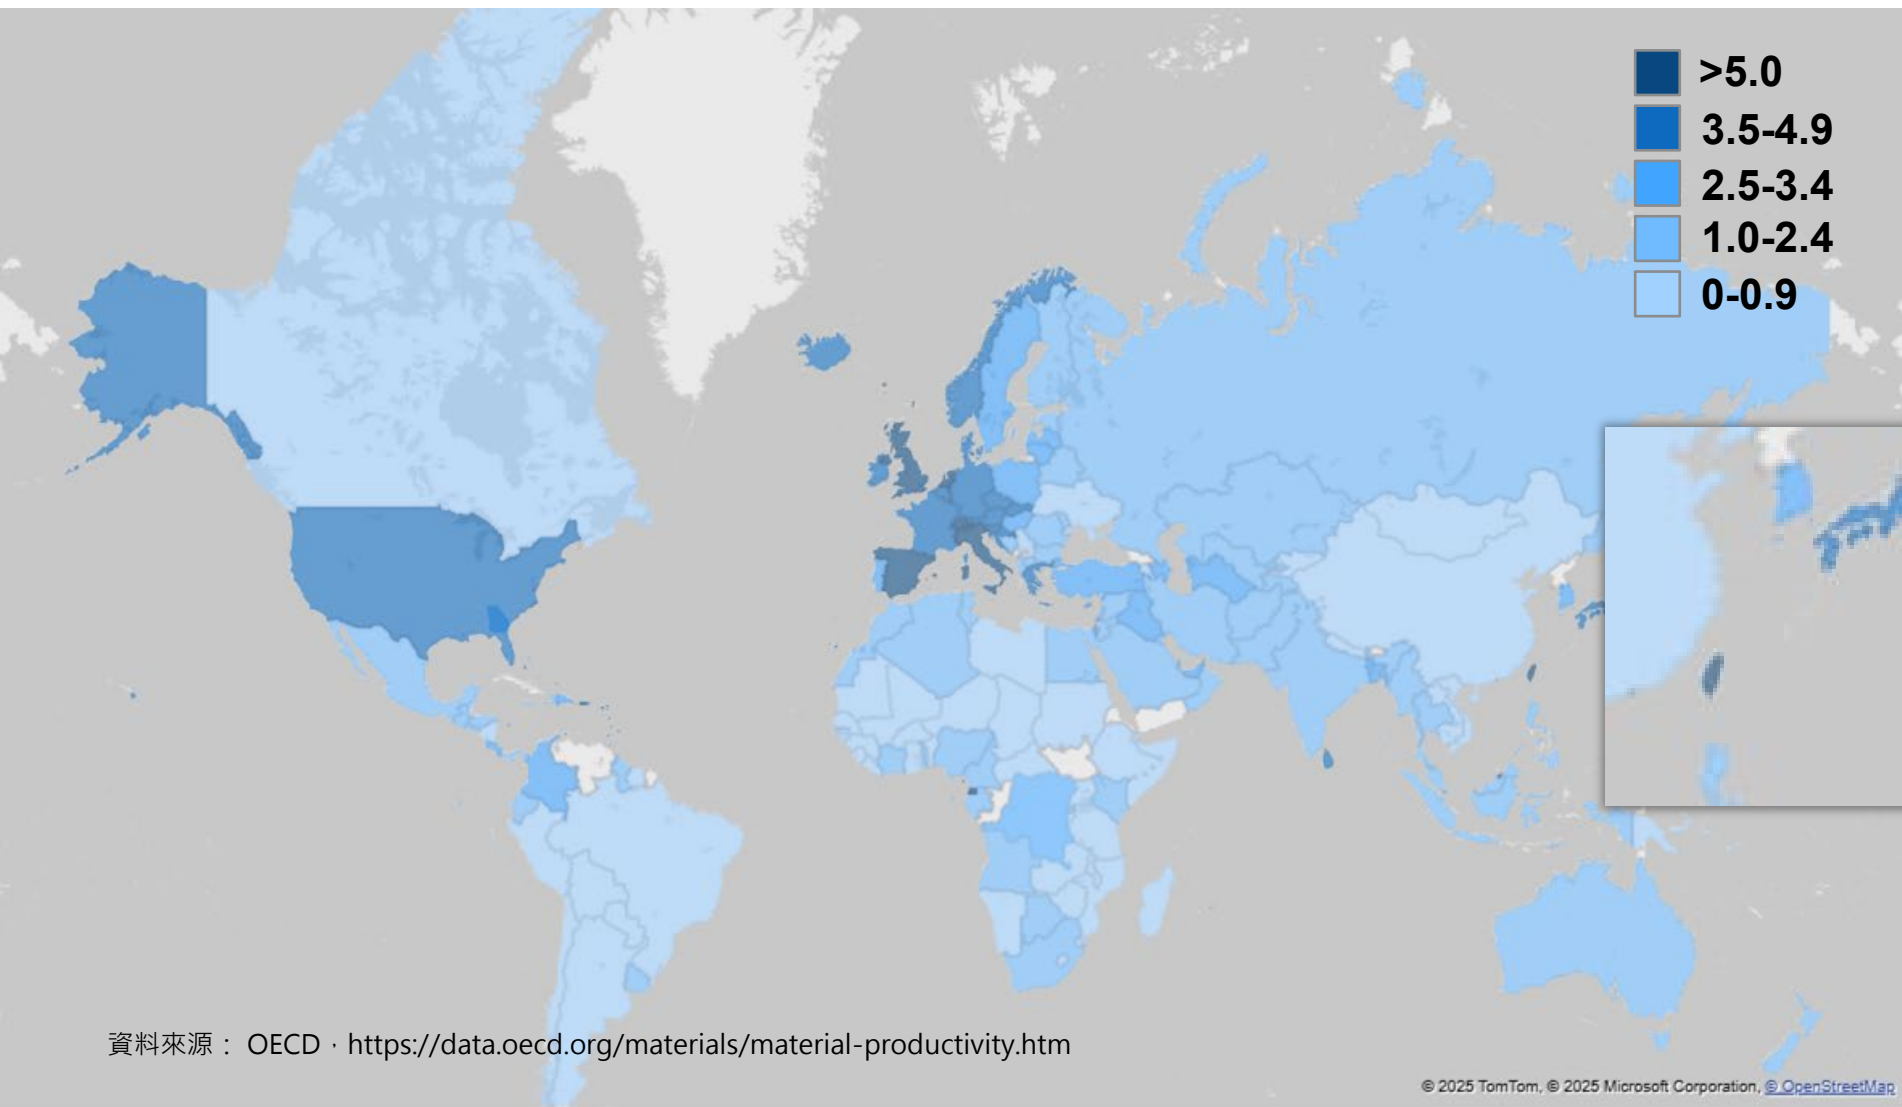 >5.0
3.5-4.9
2.5-3.4
1.0-2.4
0-0.9
資料來源： OECD，https://data.oecd.org/materials/material-productivity.htm
© 2025 TomTom, © 2025 Microsoft Corporation, © OpenStreetMap